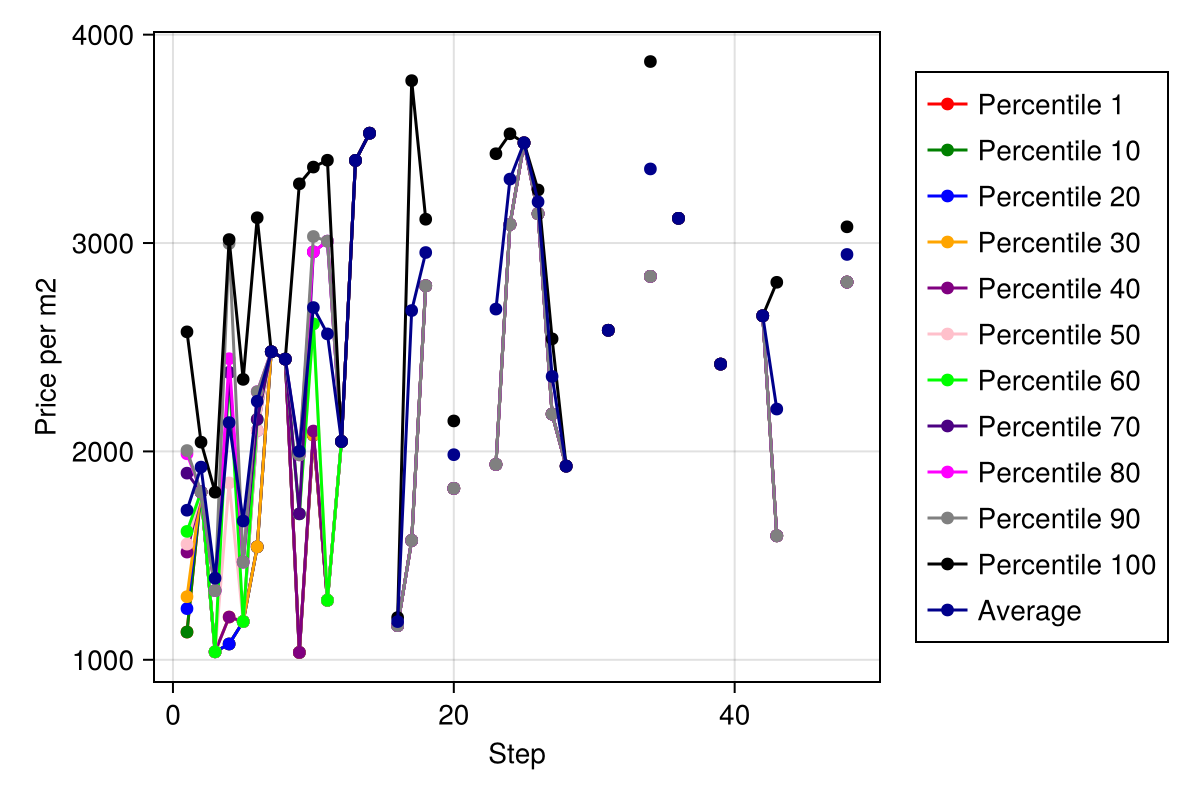 4000
3000
2000
1000
Price per m2
0
20
40
Step
Percentile 1
Percentile 10
Percentile 20
Percentile 30
Percentile 40
Percentile 50
Percentile 60
Percentile 70
Percentile 80
Percentile 90
Percentile 100
Average